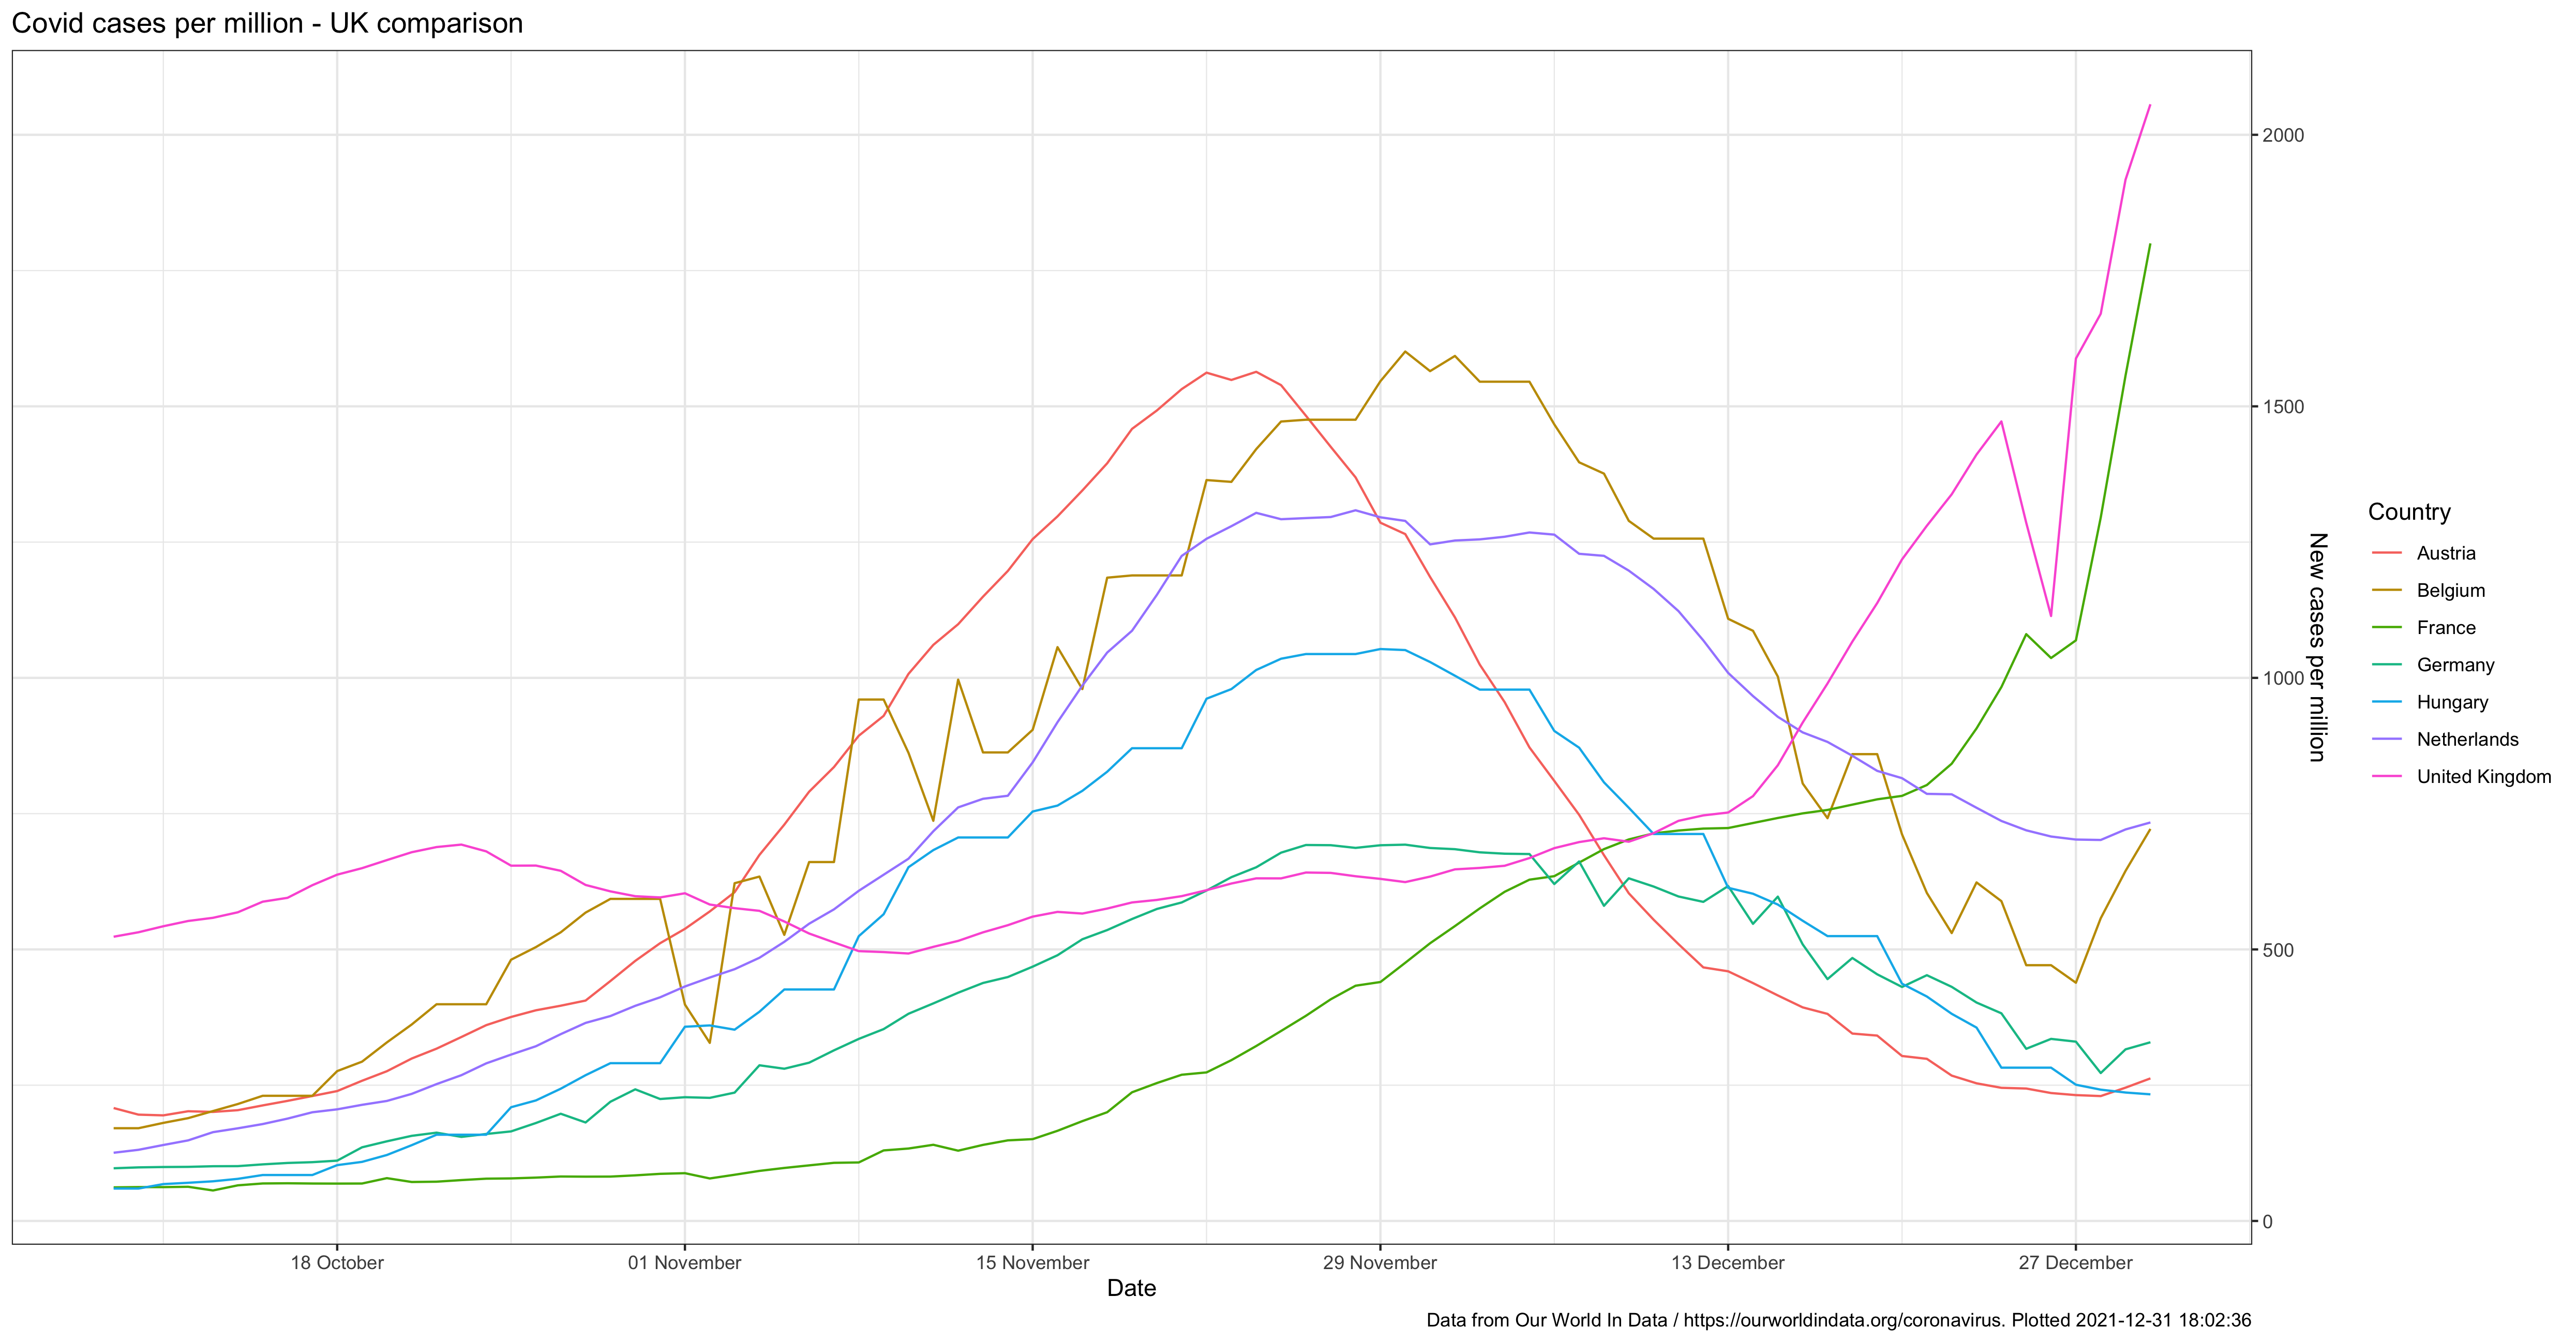 Covid cases per million - UK comparison
2000
1500
1000
500
0
New cases per million
18 October
01 November
15 November
29 November
13 December
27 December
Date
Country
Austria
Belgium
France
Germany
Hungary
Netherlands
United Kingdom
Data from Our World In Data / https://ourworldindata.org/coronavirus. Plotted 2021-12-31 18:02:36